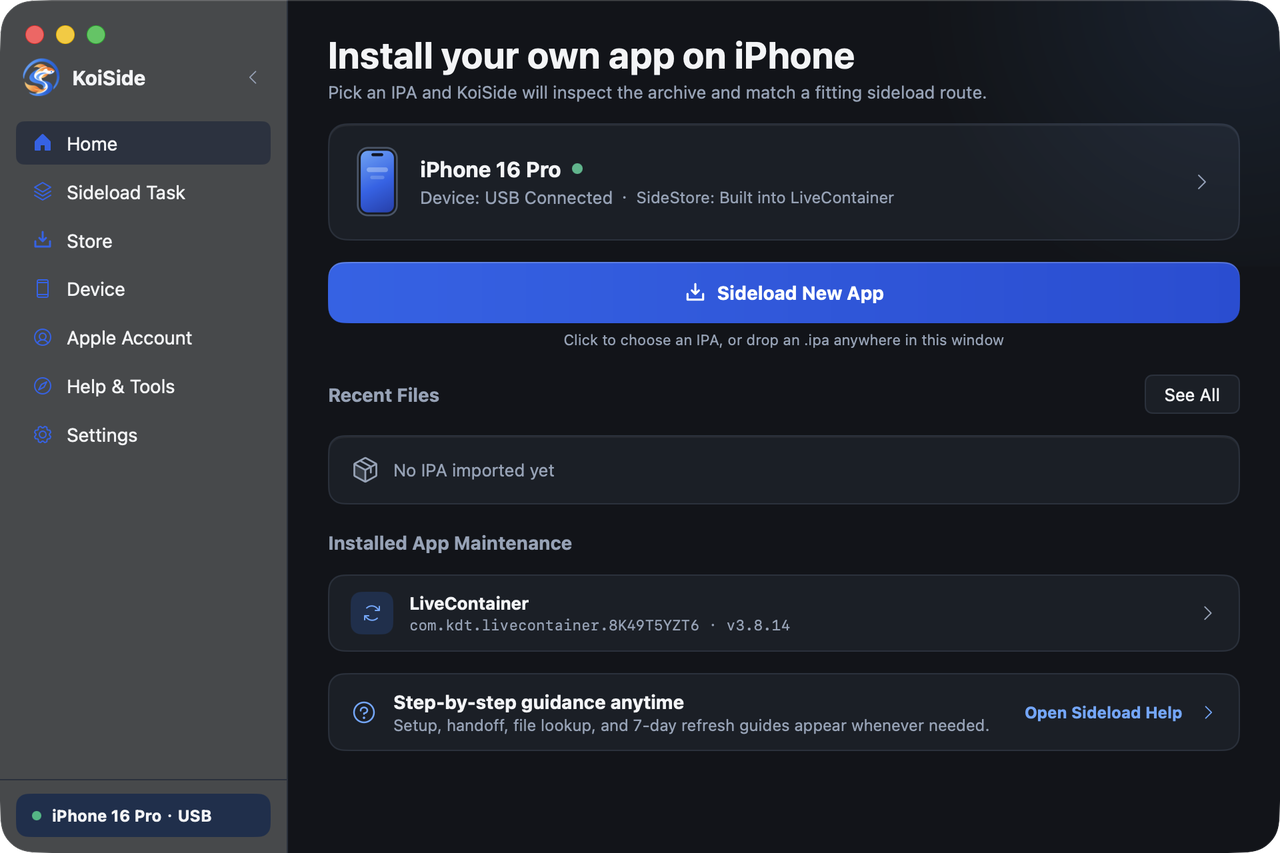 KoiSide
Home
Sideload Task
Store
Device
Apple Account
Help & Tools
Settings
iPhone 16 Pro · USB
Install your own app on iPhone
Pick an IPA and KoiSide will inspect the archive and match a fitting sideload route.
iPhone 16 Pro
Device: USB Connected · SideStore: Built into LiveContainer
Sideload New App
Click to choose an IPA, or drop an .ipa anywhere in this window
Recent Files
See All
No IPA imported yet
Installed App Maintenance
LiveContainer
com.kdt.livecontainer.8K49T5YZT6 · v3.8.14
Step-by-step guidance anytime
Setup, handoff, file lookup, and 7-day refresh guides appear whenever needed.
Open Sideload Help